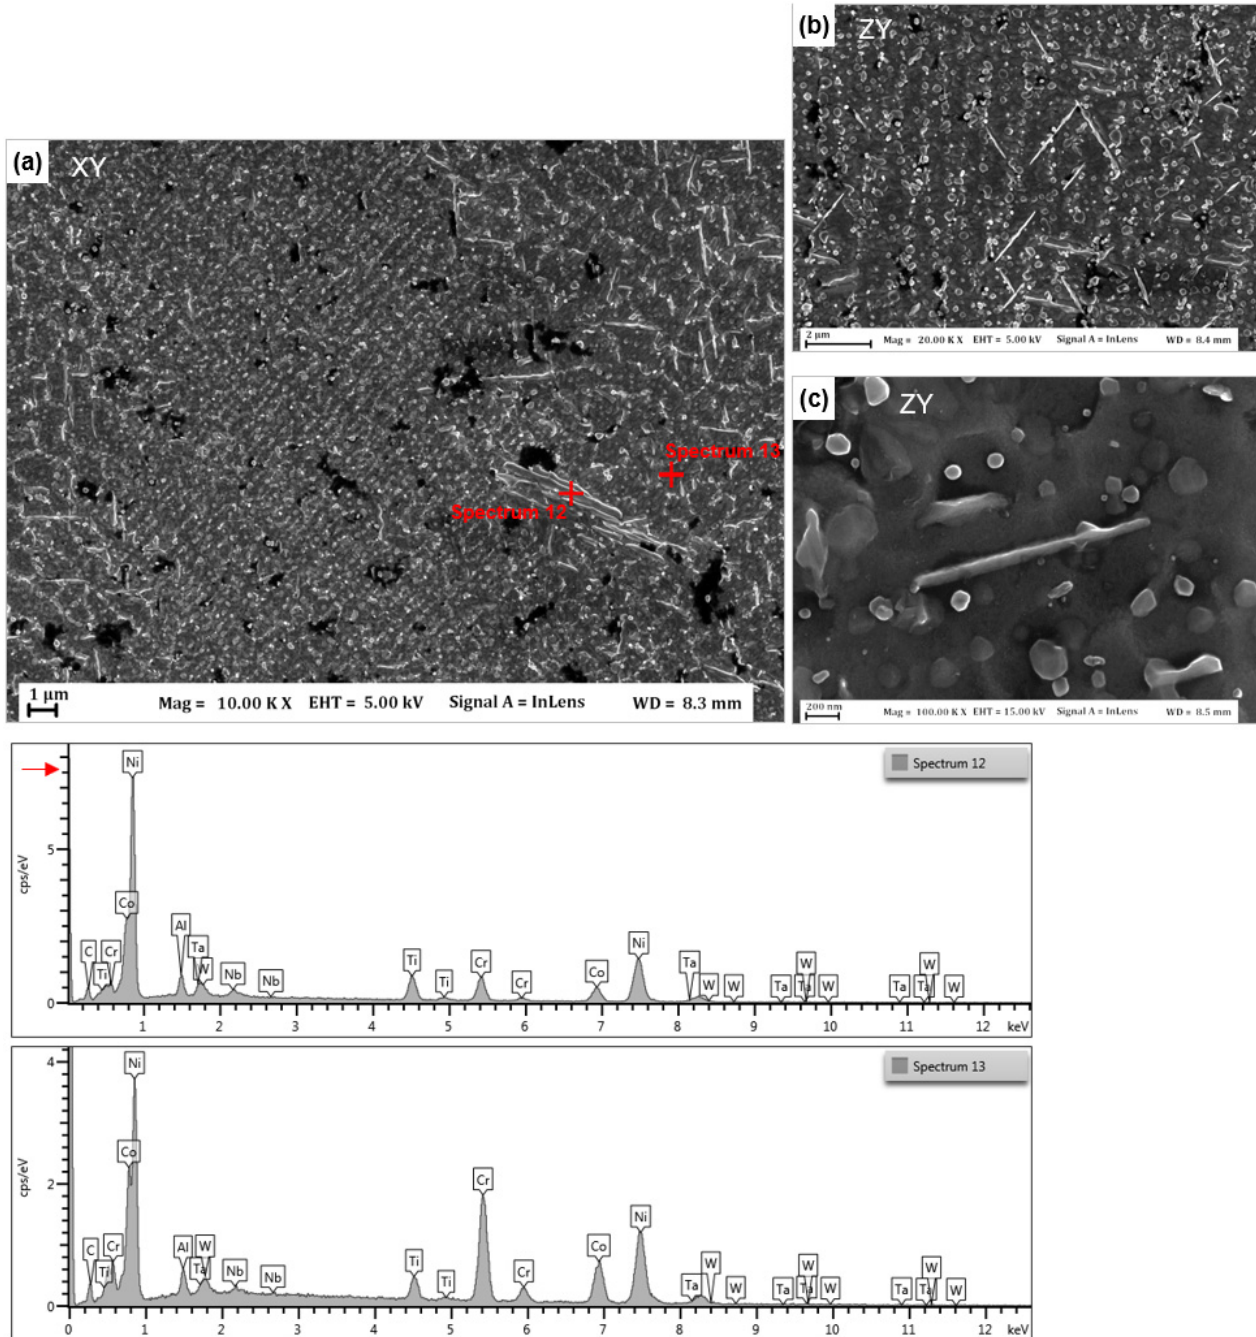 (a) XY
Spectrum 13
Spectrum 12
1 µm Mag = 10.00 K X EHT = 5.00 kV Signal A = InLens WD = 8.3 mm
(b) ZY
2 µm Mag = 20.00 K X EHT = 5.00 kV Signal A = InLens WD = 8.4 mm
(c) ZY
200 nm Mag = 100.00 K X EHT = 15.00 kV WD = 8.5 mm
Spectrum 12
cps/eV
5
0
C Ti Cr Co Ni Al Ta W Nb Nb Ti Ti Cr Cr Co Ni Ta W W Ta W Ta W Ta Ta W W
1 2 3 4 5 6 7 8 9 10 11 12 keV
Spectrum 13
cps/eV
4
2
0
C Ti Cr Co Ni Al Ta W Nb Nb Ti Ti Cr Cr Co Ni Ta W W Ta W Ta W Ta Ta W W
0 1 2 3 4 5 6 7 8 9 10 11 12 keV